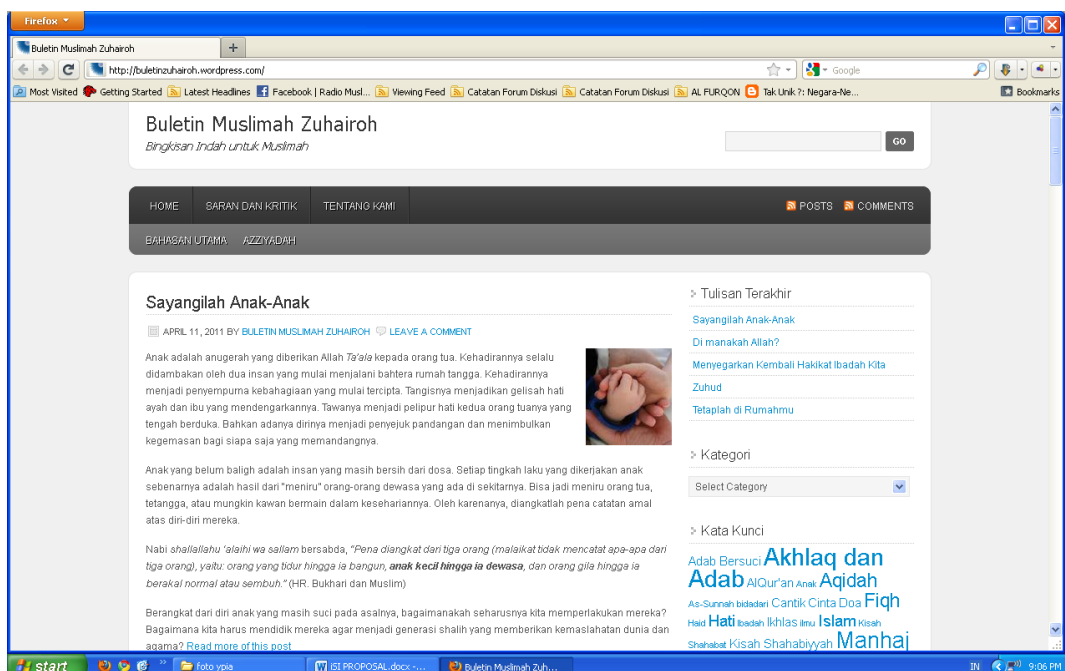 Firefox
Buletin Muslimah Zuhairoh
http://buletinzuhairoh.wordpress.com/
Google
Most Visited Getting Started Latest Headlines Facebook | Radio Musl... Viewing Feed Catatan Forum Diskusi Catatan Forum Diskusi AL FURQON Tak Unik ?: Negara-Ne... Bookmarks
Buletin Muslimah Zuhairoh
Bingkisan Indah untuk Muslimah
GO
HOME SARAN DAN KRITIK TENTANG KAMI POSTS COMMENTS
BAHASAN UTAMA AZZIYADAH
Sayangilah Anak-Anak
APRIL 11, 2011 BY BULETIN MUSLIMAH ZUHAIROH LEAVE A COMMENT
Anak adalah anugerah yang diberikan Allah Ta'ala kepada orang tua. Kehadirannya selalu
didambakan oleh dua insan yang mulai menjalani bahtera rumah tangga. Kehadirannya
menjadi penyempurna kebahagiaan yang mulai tercipta. Tangisnya menjadikan gelisah hati
ayah dan ibu yang mendengarkannya. Tawanya menjadi pelipur hati kedua orang tuanya yang
tengah berduka. Bahkan adanya dirinya menjadi penyejuk pandangan dan menimbulkan
kegemasan bagi siapa saja yang memandangnya.
Anak yang belum baligh adalah insan yang masih bersih dari dosa. Setiap tingkah laku yang dikerjakan anak
sebenarnya adalah hasil dari "meniru" orang-orang dewasa yang ada di sekitarnya. Bisa jadi meniru orang tua,
tetangga, atau mungkin kawan bermain dalam kesehariannya. Oleh karenanya, diangkatlah pena catatan amal
atas diri-diri mereka.
Nabi shallallahu 'alaihi wa sallam bersabda, "Pena diangkat dari tiga orang (malaikat tidak mencatat apa-apa dari
tiga orang), yaitu: orang yang tidur hingga ia bangun, anak kecil hingga ia dewasa, dan orang gila hingga ia
berakal normal atau sembuh." (HR. Bukhari dan Muslim)
Berangkat dari diri anak yang masih suci pada asalnya, bagaimanakah seharusnya kita memperlakukan mereka?
Bagaimana kita harus mendidik mereka agar menjadi generasi shalih yang memberikan kemaslahatan dunia dan
agama? Read more of this post
Tulisan Terakhir
Sayangilah Anak-Anak
Di manakah Allah?
Menyegarkan Kembali Hakikat Ibadah Kita
Zuhud
Tetaplah di Rumahmu
Kategori
Select Category
Kata Kunci
Adab Bersuci Akhlaq dan
Adab AlQur'an Anak Aqidah
As-Sunnah bidadari Cantik Cinta Doa Fiqh
Haid Hati Ibadah Ikhlas ilmu Islam Kisah
Shahabat Kisah Shahabiyyah Manhaj
start foto ypia iSI PROPOSAL.docx -... Buletin Muslimah Zuh... IN 9:06 PM